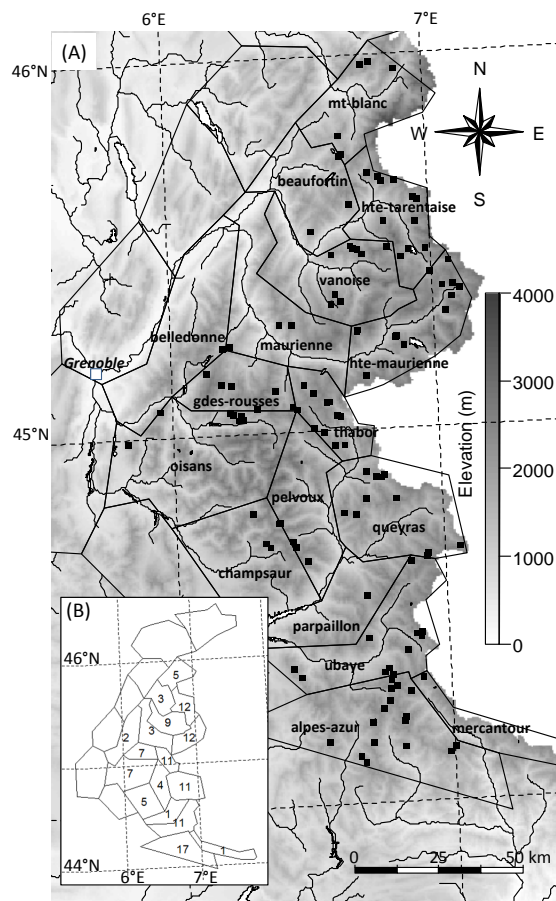 6°E
7°E
(A)
46°N
N
mt-blanc
W
E
beaufortin
S
hte-tarentaise
vanoise
4000
belledonne
maurienne
Grenoble
hte-maurienne
3000
gdes-rousses
45°N
thabor
Elevation (m)
2000
oisans
pelvoux
queyras
1000
champsaur
(B)
parpaillon
0
46°N
5
ubaye
3
12
9
alpes-azur
mercantour
2
3
12
7
11
7
4
11
5
1
11
17
1
44°N
6°E
7°E
0
25
50 km